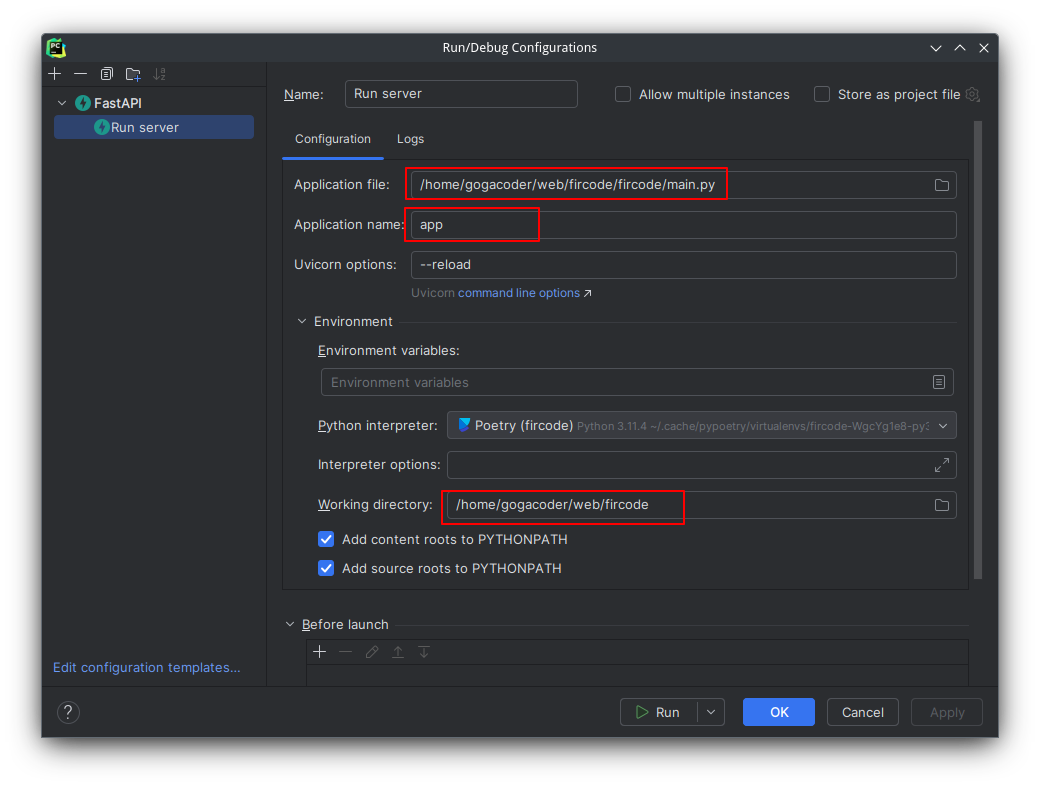 PC
Run/Debug Configurations
FastAPI
Run server
Edit configuration templates...
Name:
Run server
Allow multiple instances
Store as project file
Configuration
Logs
Application file:
/home/gogacoder/web/fircode/fircode/main.py
Application name:
app
Uvicorn options:
--reload
Uvicorn command line options
Environment
Environment variables:
Environment variables
Python interpreter:
Poetry (fircode) Python 3.11.4 ~/.cache/pypoetry/virtualenvs/fircode-WgcYg1e8-py3
Interpreter options:
Working directory:
/home/gogacoder/web/fircode
Add content roots to PYTHONPATH
Add source roots to PYTHONPATH
Before launch
?
Run
OK
Cancel
Apply